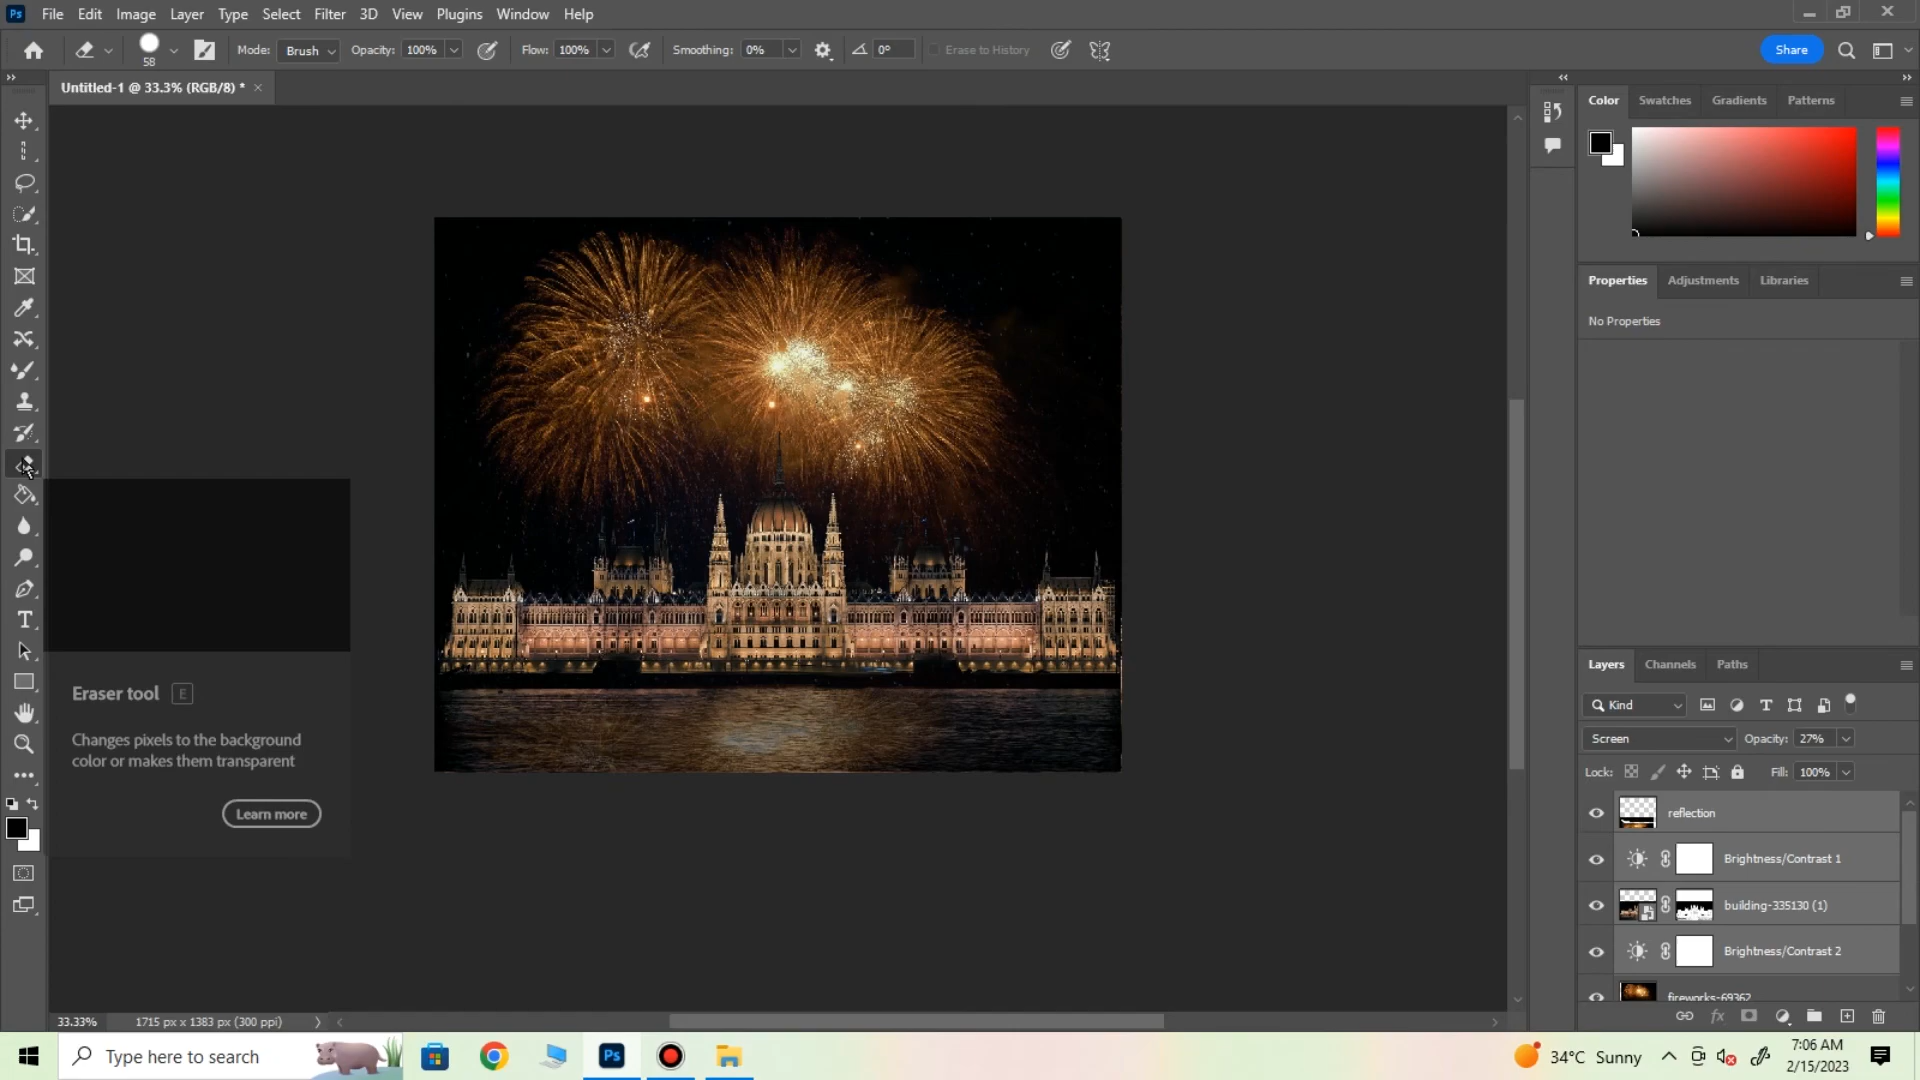 Ps File Edit Image Layer Type Select Filter 3D View Plugins Window Help
58 Mode: Brush Opacity: 100% Flow: 100% Smoothing: 0% 0° Erase to History Share
Untitled-1 @ 33.3% (RGB/8) * ×
Color Swatches Gradients Patterns
Properties Adjustments Libraries
No Properties
Eraser tool E
Changes pixels to the background
color or makes them transparent
Learn more
Layers Channels Paths
Kind
Screen Opacity: 27%
Lock: Fill: 100%
reflection
Brightness/Contrast 1
building-335130 (1)
Brightness/Contrast 2
fireworks-69362
33.33% 1715 px x 1383 px (300 ppi)
Type here to search Ps 34°C Sunny 7:06 AM
2/15/2023